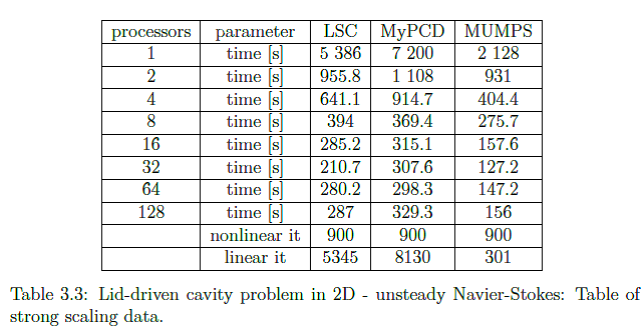 processors parameter LSC MyPCD MUMPS
1 time [s] 5 386 7 200 2 128
2 time [s] 955.8 1 108 931
4 time [s] 641.1 914.7 404.4
8 time [s] 394 369.4 275.7
16 time [s] 285.2 315.1 157.6
32 time [s] 210.7 307.6 127.2
64 time [s] 280.2 298.3 147.2
128 time [s] 287 329.3 156
nonlinear it 900 900 900
linear it 5345 8130 301
Table 3.3: Lid-driven cavity problem in 2D - unsteady Navier-Stokes: Table of
strong scaling data.